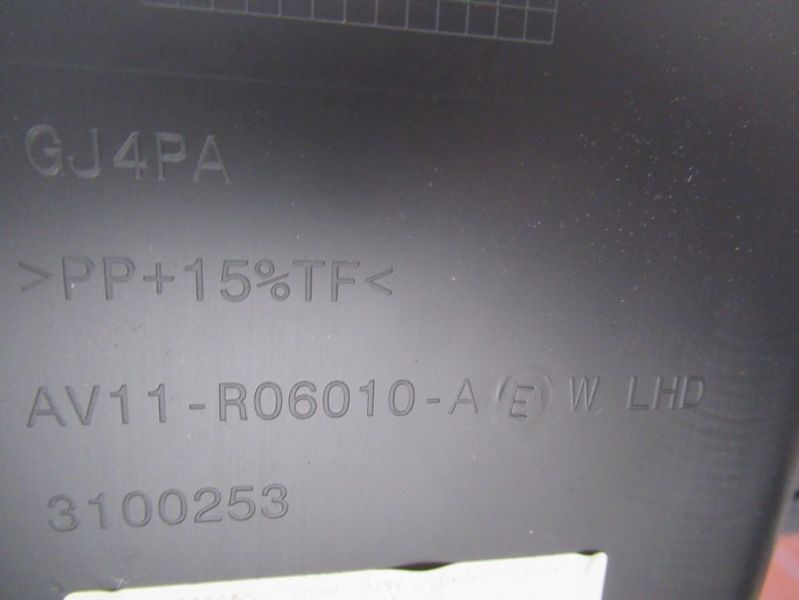 GJ4PA
>PP+15%TF<
AV11-R06010-A E W LHD
3100253